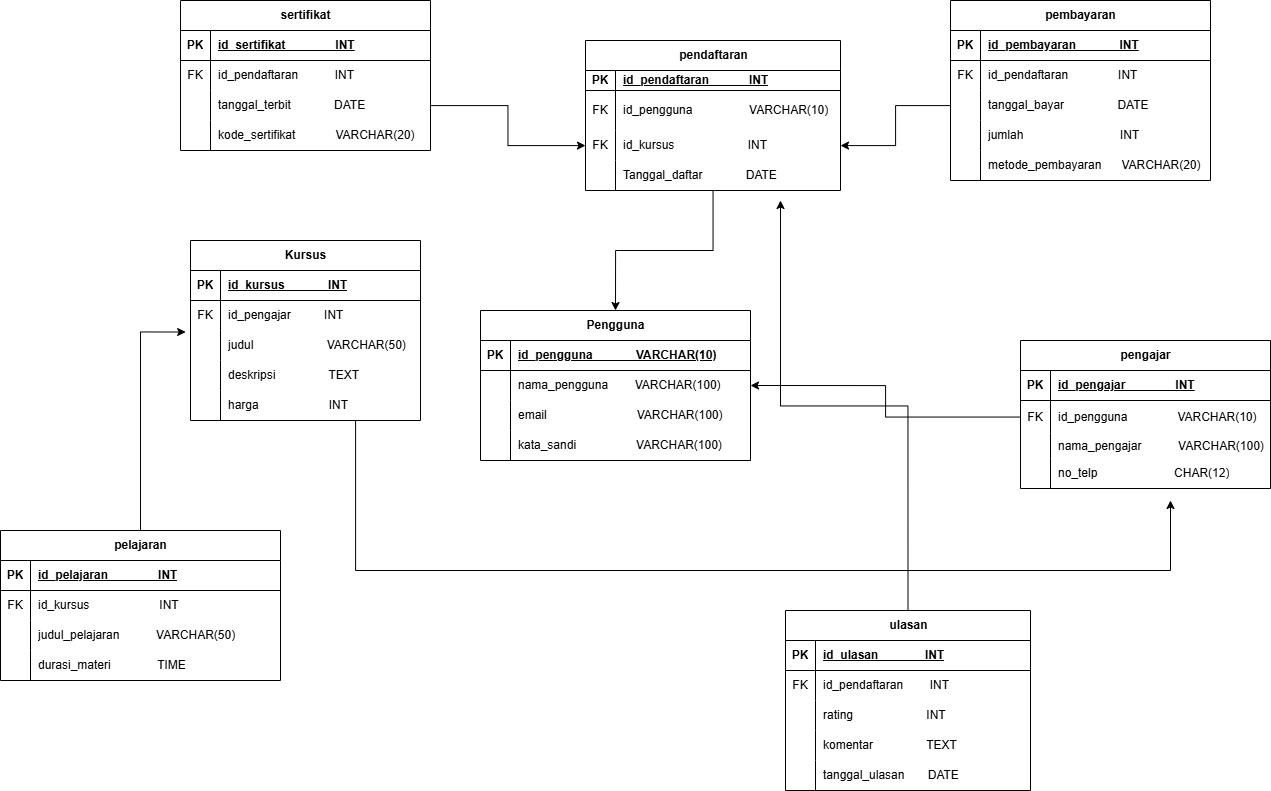 sertifikat
PK id_sertifikat INT
FK id_pendaftaran INT
tanggal_terbit DATE
kode_sertifikat VARCHAR(20)
pendaftaran
PK id_pendaftaran INT
FK id_pengguna VARCHAR(10)
FK id_kursus INT
Tanggal_daftar DATE
pembayaran
PK id_pembayaran INT
FK id_pendaftaran INT
tanggal_bayar DATE
jumlah INT
metode_pembayaran VARCHAR(20)
Kursus
PK id_kursus INT
FK id_pengajar INT
judul VARCHAR(50)
deskripsi TEXT
harga INT
Pengguna
PK id_pengguna VARCHAR(10)
nama_pengguna VARCHAR(100)
email VARCHAR(100)
kata_sandi VARCHAR(100)
pengajar
PK id_pengajar INT
FK id_pengguna VARCHAR(10)
nama_pengajar VARCHAR(100)
no_telp CHAR(12)
pelajaran
PK id_pelajaran INT
FK id_kursus INT
judul_pelajaran VARCHAR(50)
durasi_materi TIME
ulasan
PK id_ulasan INT
FK id_pendaftaran INT
rating INT
komentar TEXT
tanggal_ulasan DATE